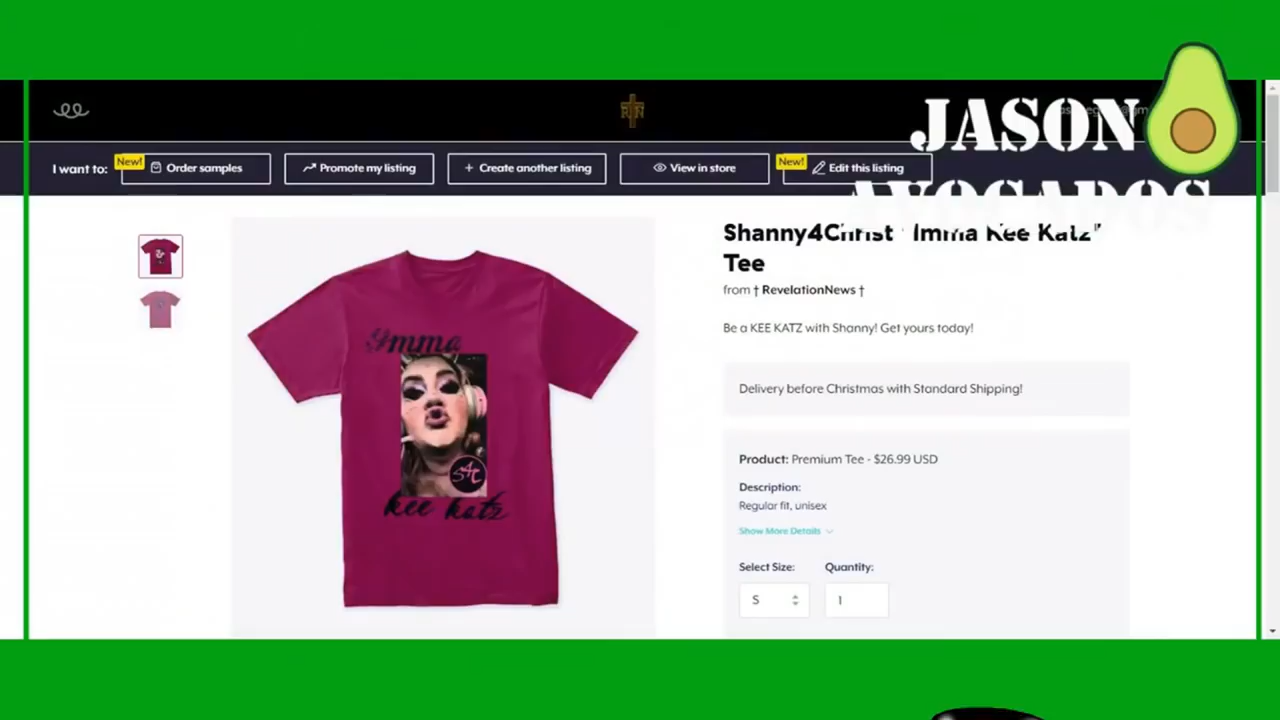 JASON
AVOCADOS
RN
I want to:
New!
Order samples
Promote my listing
+ Create another listing
View in store
New!
Edit this listing
Shanny4Christ "Imma Kee Katz"
Tee
from † RevelationNews †
Be a KEE KATZ with Shanny! Get yours today!
Delivery before Christmas with Standard Shipping!
Product: Premium Tee - $26.99 USD
Description:
Regular fit, unisex
Show More Details
Select Size:
Quantity:
S
1
Imma
S4C
kee katz